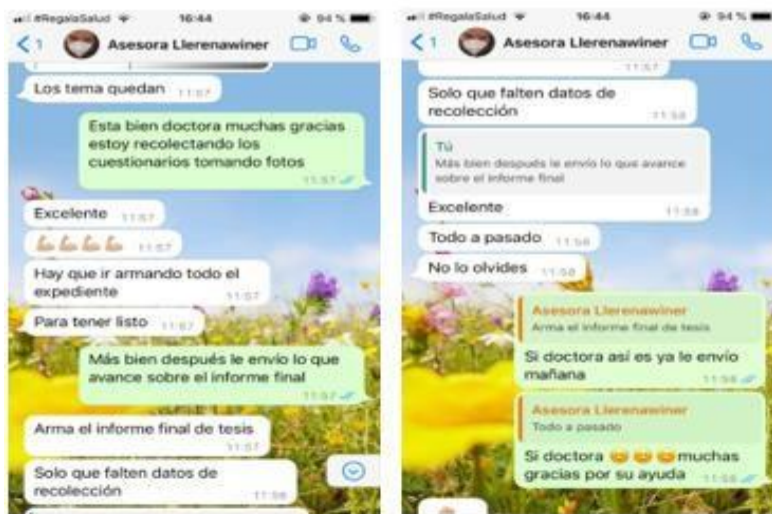 #RegalaSalud 16:44 94 %
1 Asesora Llerenawiner
Los tema quedan 11:57
Esta bien doctora muchas gracias
estoy recolectando los
cuestionarios tomando fotos
11:57
Excelente 11:57
11:57
Hay que ir armando todo el
expediente 11:57
Para tener listo 11:57
Más bien después le envío lo que
avance sobre el informe final
11:57
Arma el informe final de tesis
11:57
Solo que falten datos de
recolección 11:58
#RegalaSalud 16:44 94 %
1 Asesora Llerenawiner
11:57
Solo que falten datos de
recolección 11:58
Tú
Más bien después le envío lo que avance
sobre el informe final
Excelente 11:58
Todo a pasado 11:58
No lo olvides 11:58
Asesora Llerenawiner
Arma el informe final de tesis
Si doctora así es ya le envío
mañana 11:58
Asesora Llerenawiner
Todo a pasado
Si doctora 😊😊😊 muchas
gracias por su ayuda 11:58